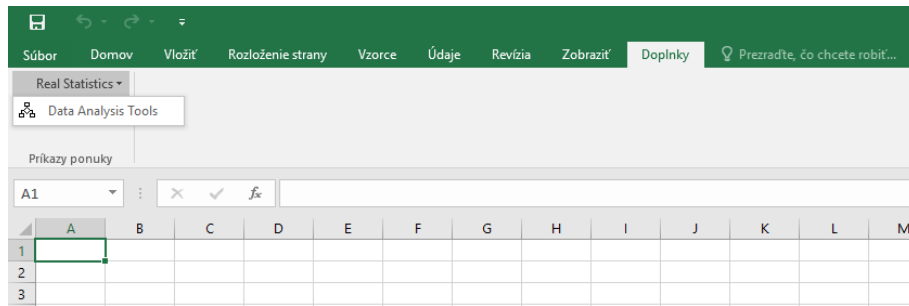 Súbor Domov Vložiť Rozloženie strany Vzorce Údaje Revízia Zobraziť Doplnky Prezraďte, čo chcete robiť...
Real Statistics
Data Analysis Tools
Príkazy ponuky
A1 fx
A B C D E F G H I J K L M
1
2
3